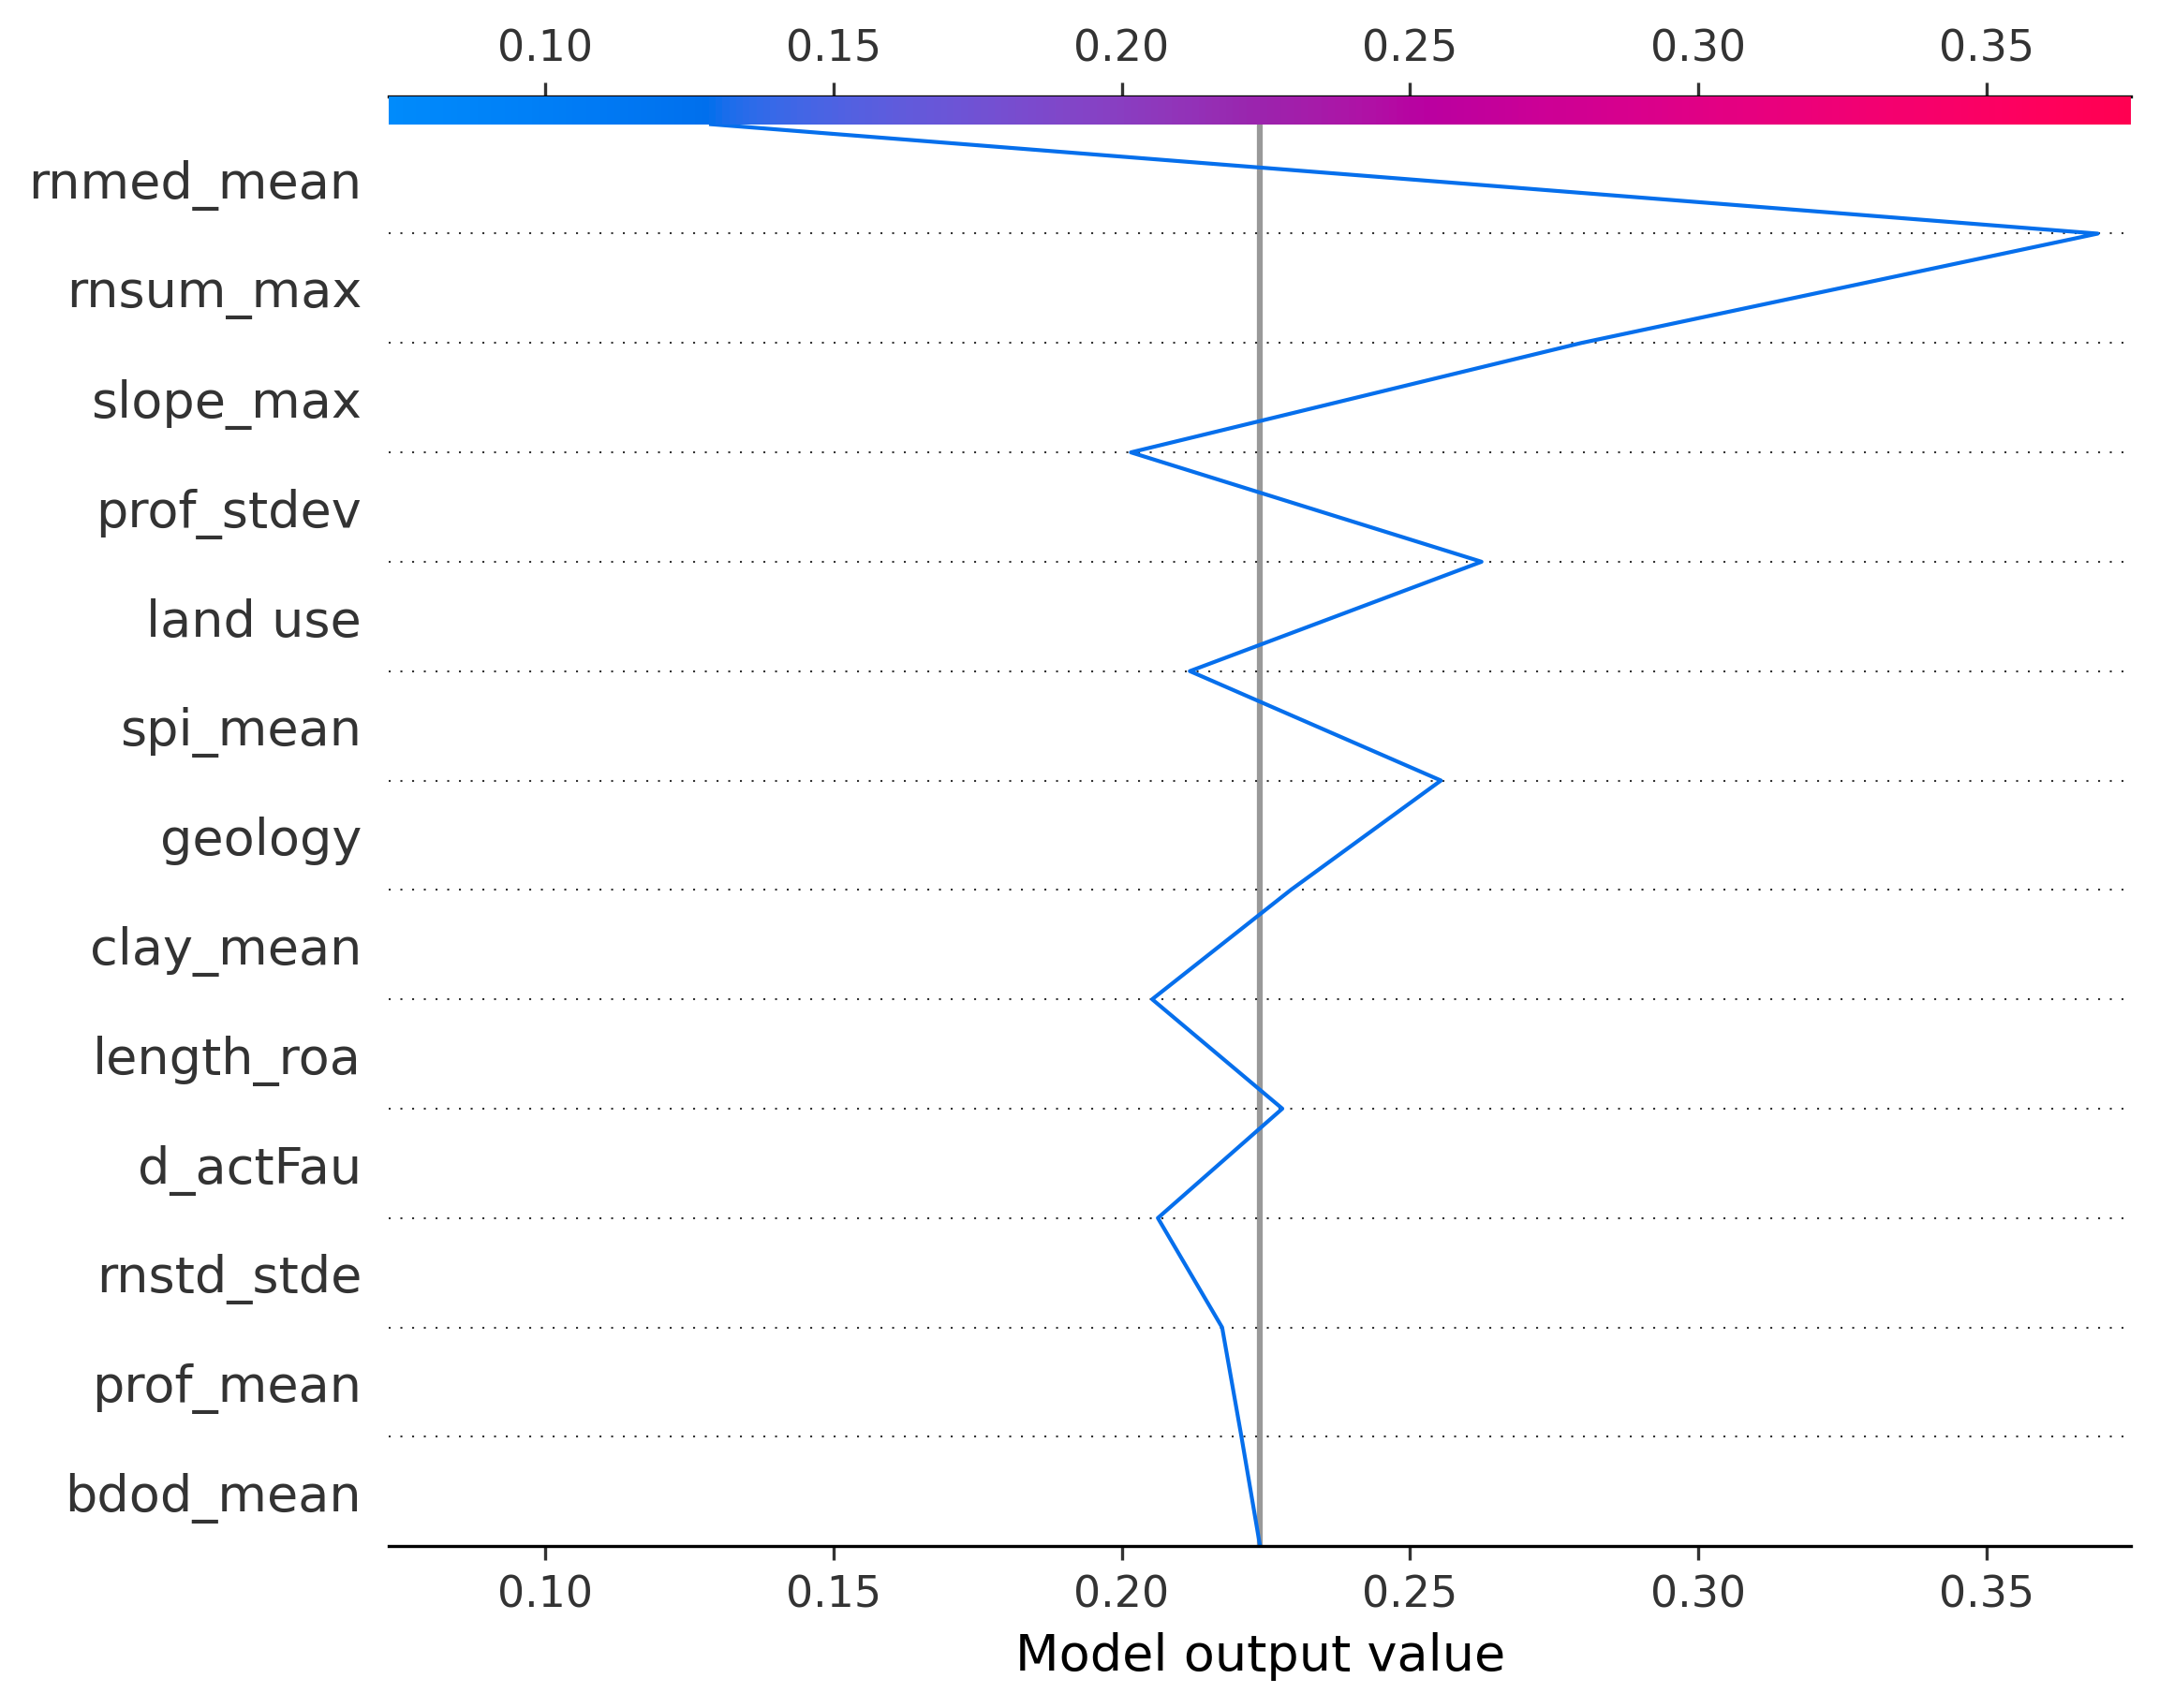 0.10 0.15 0.20 0.25 0.30 0.35
rnmed_mean
rnsum_max
slope_max
prof_stdev
land use
spi_mean
geology
clay_mean
length_roa
d_actFau
rnstd_stde
prof_mean
bdod_mean
0.10 0.15 0.20 0.25 0.30 0.35
Model output value